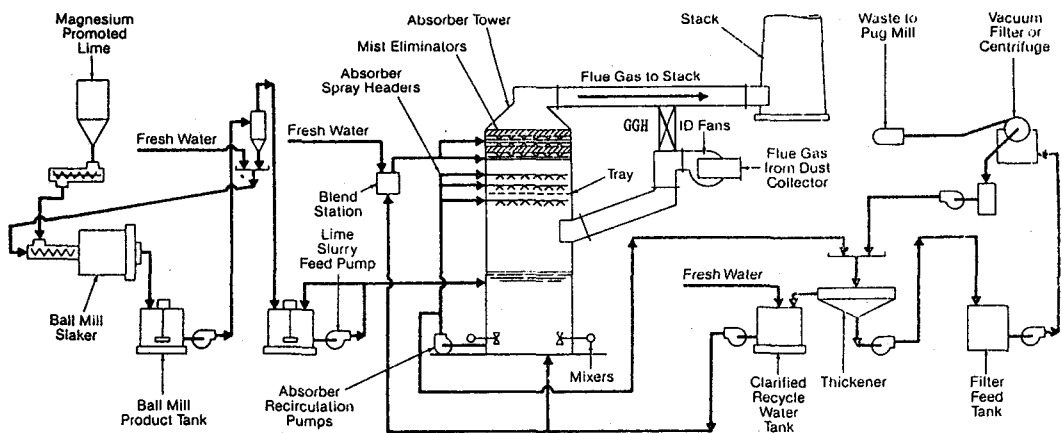 Magnesium
Promoted
Lime
Absorber Tower
Mist Eliminators
Absorber
Spray Headers
Stack
Waste to
Pug Mill
Vacuum
Filter or
Centrifuge
Flue Gas to Stack
Fresh Water
Fresh Water
GGH
ID Fans
Flue Gas
from Dust
Collector
Tray
Blend
Station
Lime
Slurry
Feed Pump
Fresh Water
Ball Mill
Slaker
Ball Mill
Product Tank
Absorber
Recirculation
Pumps
Mixers
Clarified
Recycle
Water
Tank
Thickener
Filter
Feed
Tank